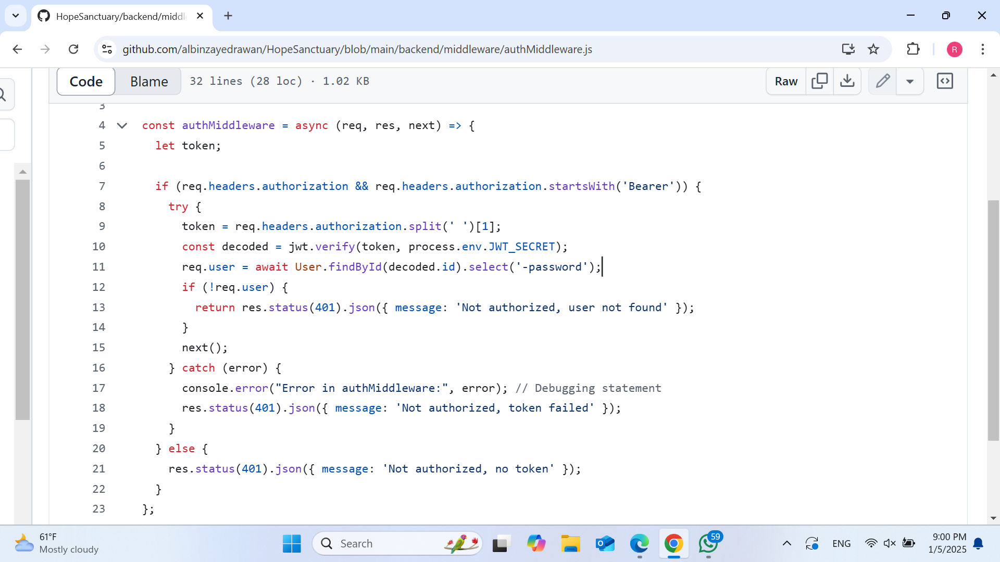 HopeSanctuary/backend/middl
github.com/albinzayedrawan/HopeSanctuary/blob/main/backend/middleware/authMiddleware.js
R
Code Blame 32 lines (28 loc) · 1.02 KB Raw
3
4 const authMiddleware = async (req, res, next) => {
5 let token;
6
7 if (req.headers.authorization && req.headers.authorization.startsWith('Bearer')) {
8 try {
9 token = req.headers.authorization.split(' ')[1];
10 const decoded = jwt.verify(token, process.env.JWT_SECRET);
11 req.user = await User.findById(decoded.id).select('-password');
12 if (!req.user) {
13 return res.status(401).json({ message: 'Not authorized, user not found' });
14 }
15 next();
16 } catch (error) {
17 console.error("Error in authMiddleware:", error); // Debugging statement
18 res.status(401).json({ message: 'Not authorized, token failed' });
19 }
20 } else {
21 res.status(401).json({ message: 'Not authorized, no token' });
22 }
23 };
61°F
Mostly cloudy
Search
59
ENG
9:00 PM
1/5/2025